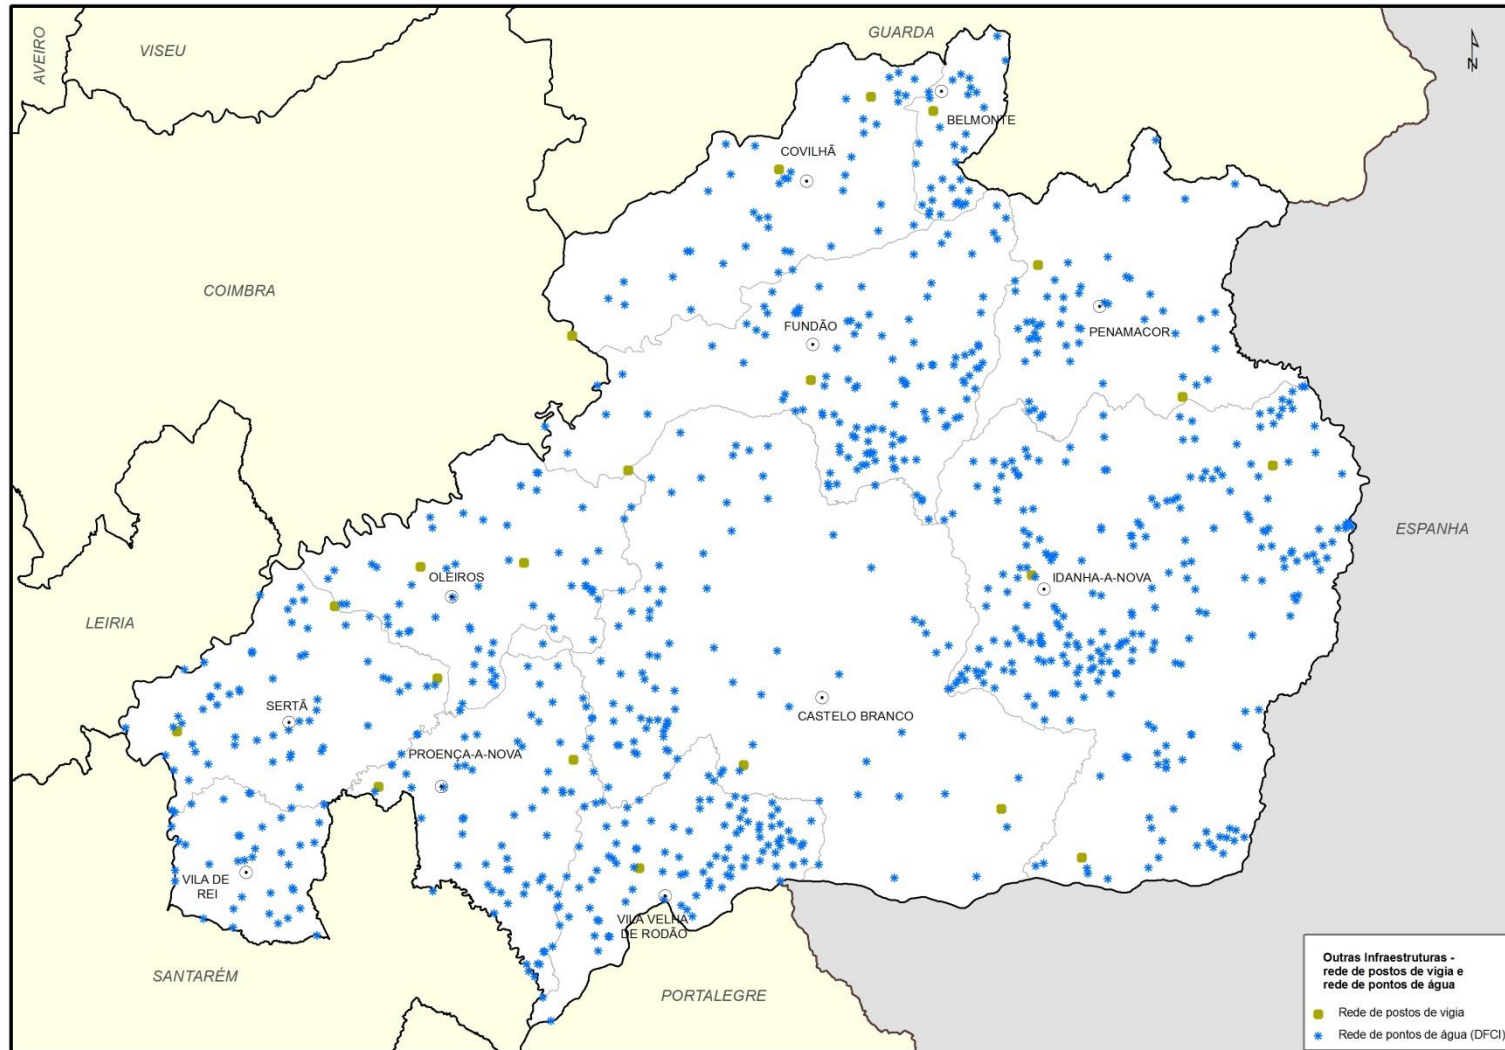 GUARDA
AVEIRO
VISEU
BELMONTE
COVILHÃ
COIMBRA
FUNDÃO
PENAMACOR
ESPANHA
OLEIROS
IDANHA-A-NOVA
LEIRIA
SERTÃ
CASTELO BRANCO
PROENÇA-A-NOVA
VILA DE
REI
VILA VELHA
DE RODÃO
SANTARÉM
PORTALEGRE
N
Outras Infraestruturas -
rede de postos de vigia e
rede de pontos de água
Rede de postos de vigia
Rede de pontos de água (DFCI)